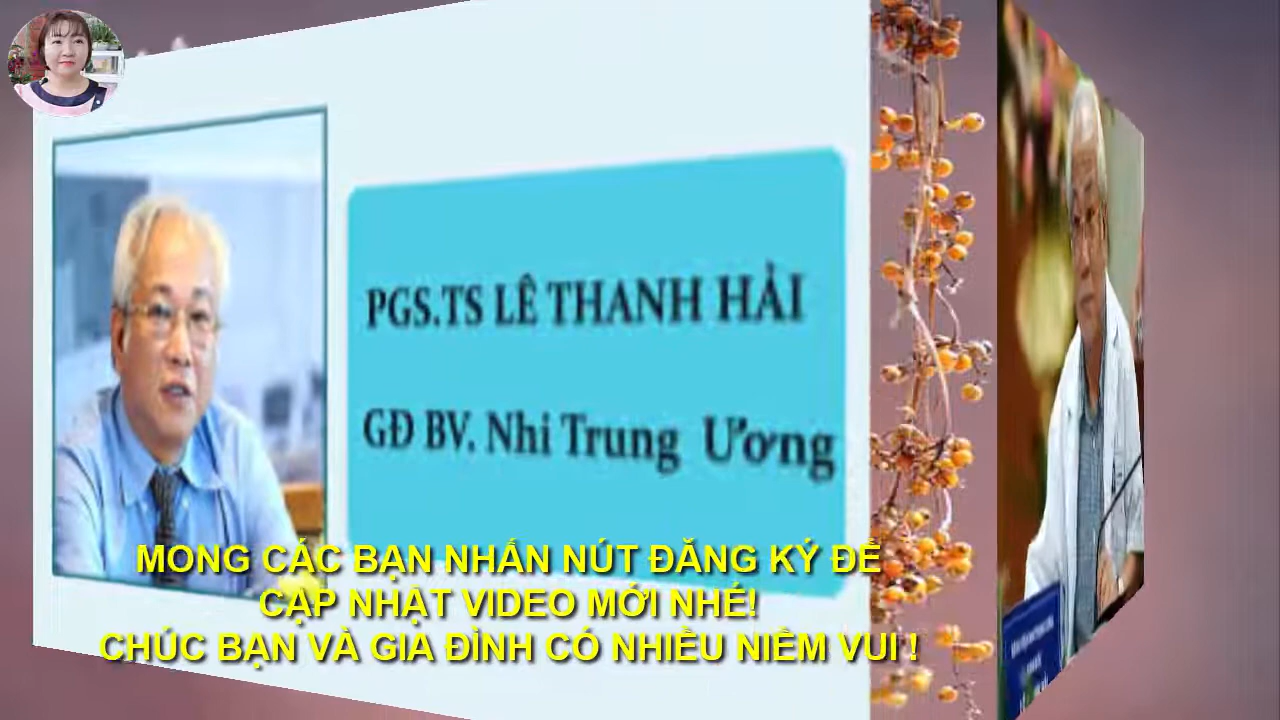 PGS.TS LÊ THANH HẢI
GĐ BV. Nhi Trung Ương
MONG CÁC BẠN NHẤN NÚT ĐĂNG KÝ ĐỂ
CẬP NHẬT VIDEO MỚI NHÉ!
CHÚC BẠN VÀ GIA ĐÌNH CÓ NHIỀU NIỀM VUI !